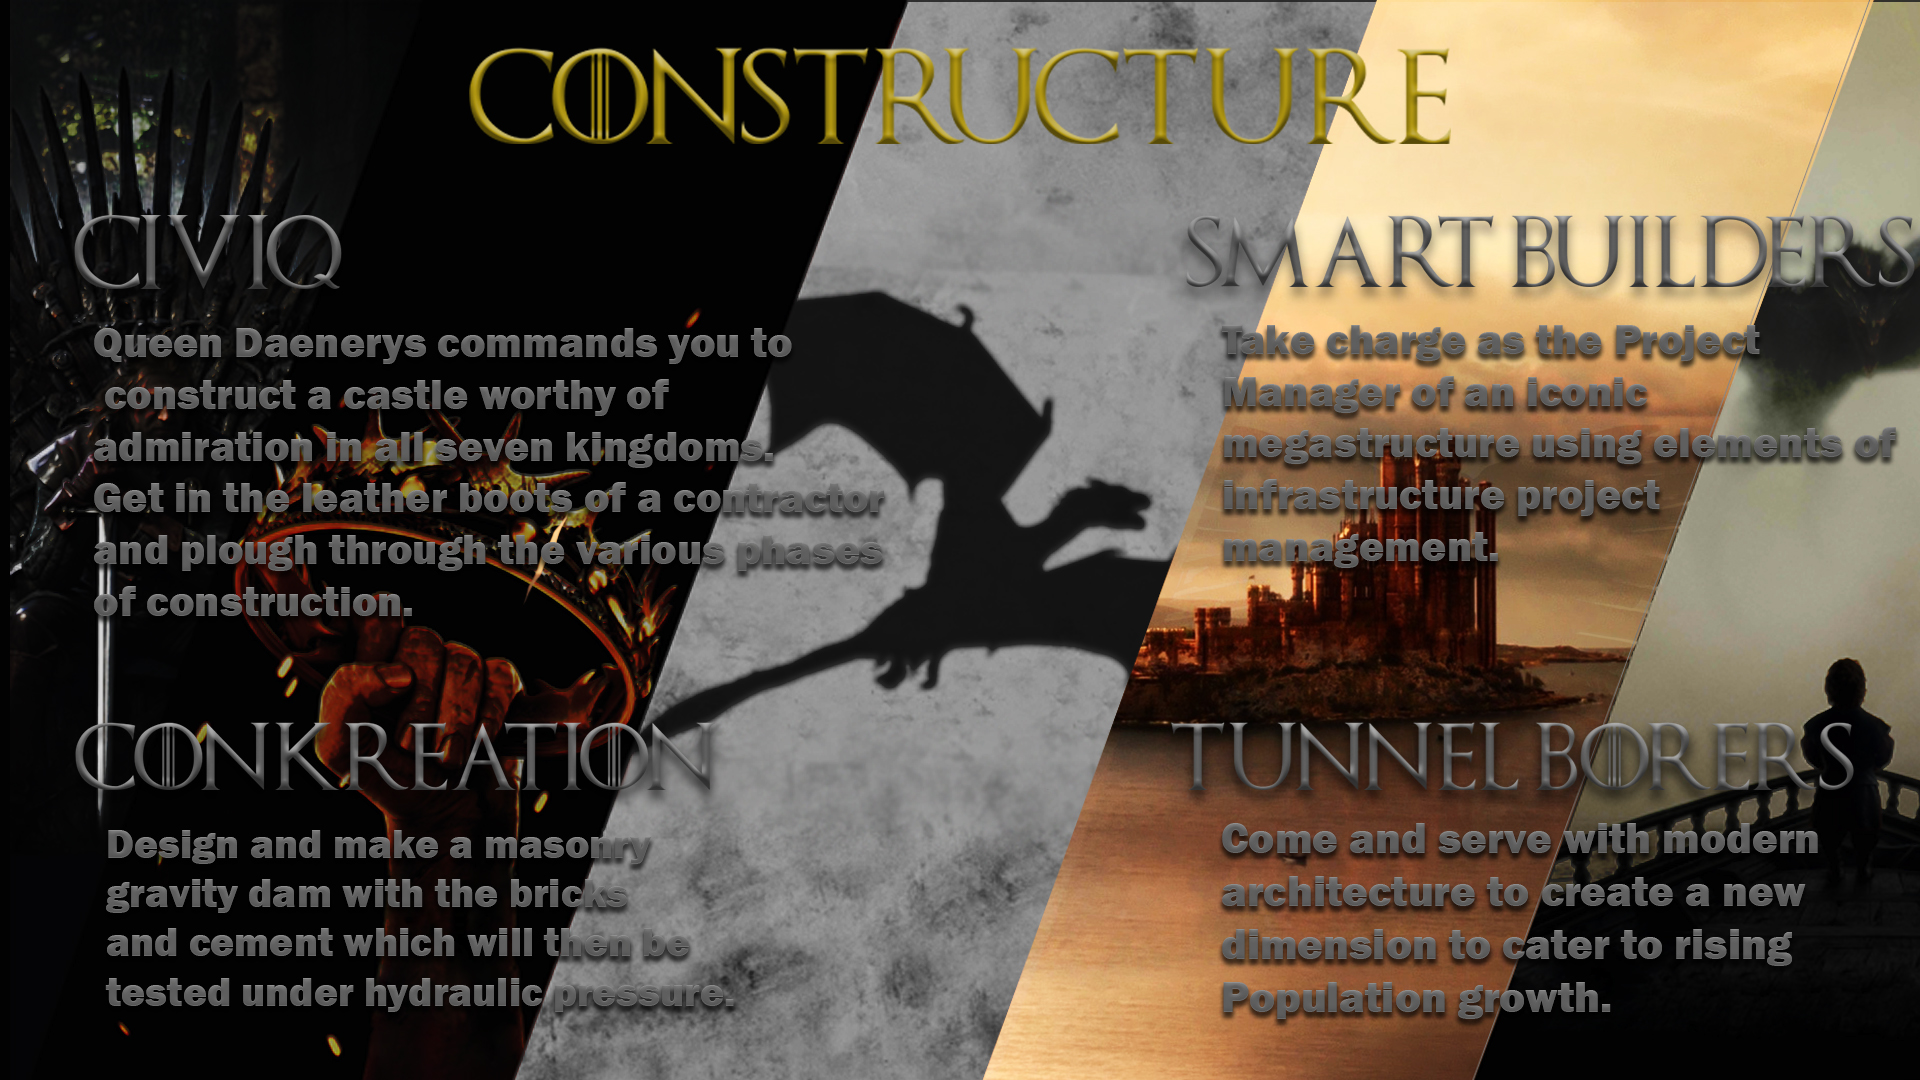 CONSTRUCTURE
CIVIQ
Queen Daenerys commands you to
construct a castle worthy of
admiration in all seven kingdoms.
Get in the leather boots of a contractor
and plough through the various phases
of construction.
SMART BUILDERS
Take charge as the Project
Manager of an iconic
megastructure using elements of
infrastructure project
management.
CONKREATION
Design and make a masonry
gravity dam with the bricks
and cement which will then be
tested under hydraulic pressure.
TUNNEL BORERS
Come and serve with modern
architecture to create a new
dimension to cater to rising
Population growth.